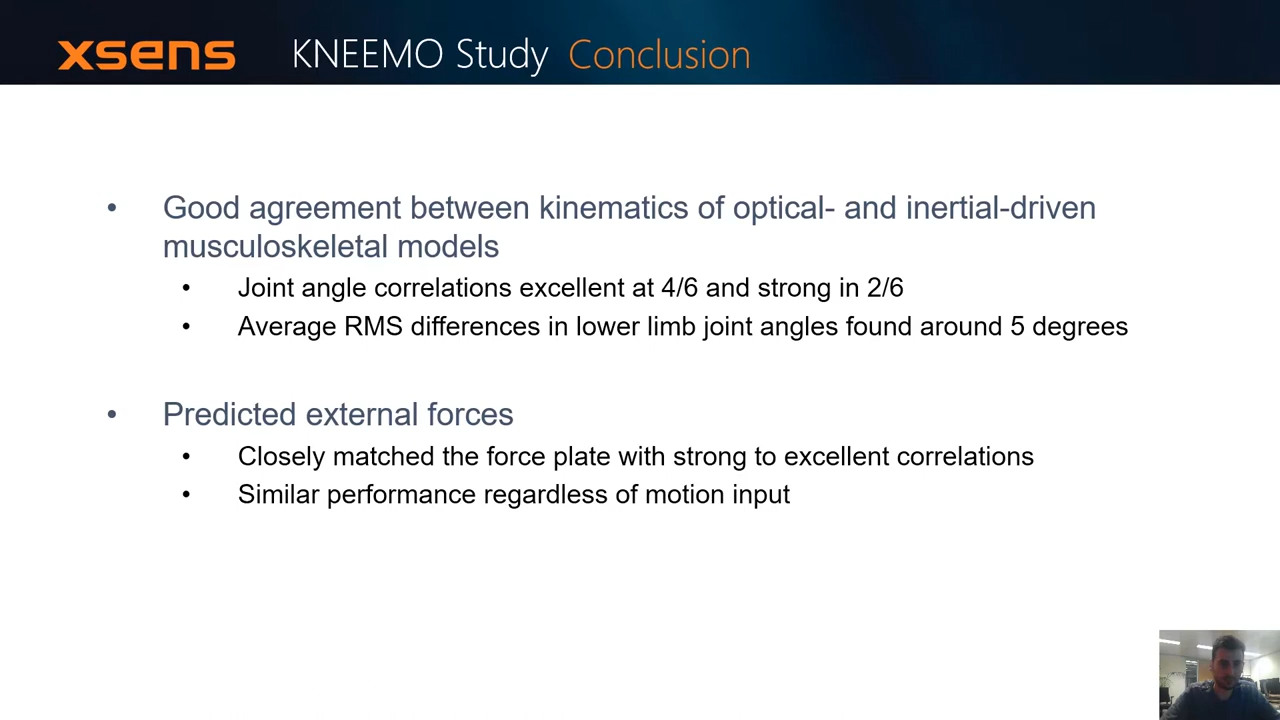 xsens KNEEMO Study Conclusion
• Good agreement between kinematics of optical- and inertial-driven
musculoskeletal models
• Joint angle correlations excellent at 4/6 and strong in 2/6
• Average RMS differences in lower limb joint angles found around 5 degrees
• Predicted external forces
• Closely matched the force plate with strong to excellent correlations
• Similar performance regardless of motion input